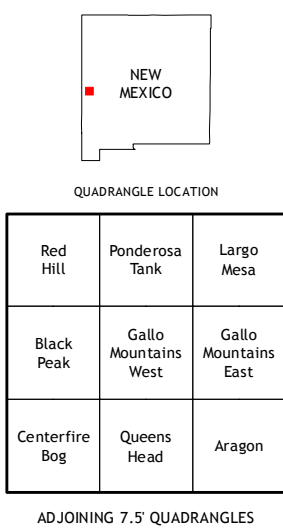 NEW
MEXICO
QUADRANGLE LOCATION
Red
Hill
Ponderosa
Tank
Largo
Mesa
Black
Peak
Gallo
Mountains
West
Gallo
Mountains
East
Centerfire
Bog
Queens
Head
Aragon
ADJOINING 7.5' QUADRANGLES